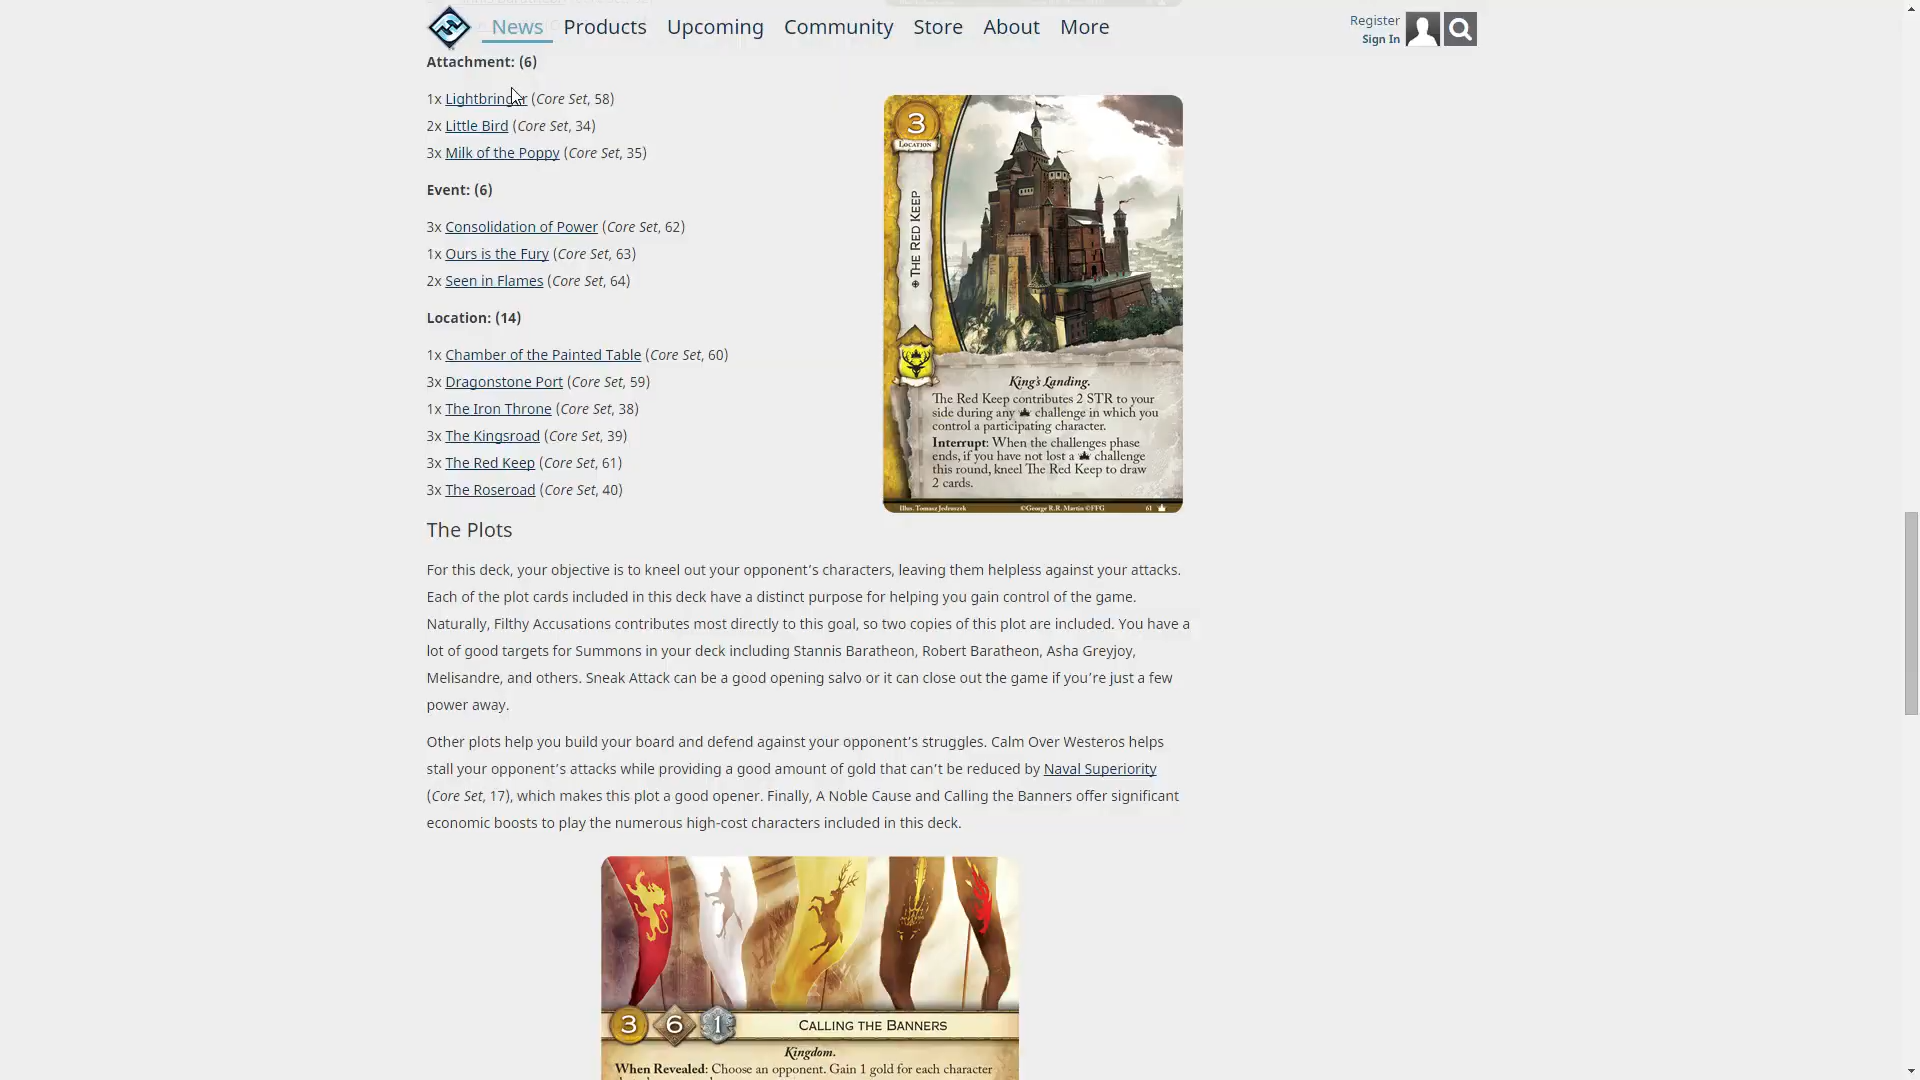 News
Products
Upcoming
Community
Store
About
More
Register
Sign In
Attachment: (6)
1x Lightbringer (Core Set, 58)
2x Little Bird (Core Set, 34)
3x Milk of the Poppy (Core Set, 35)
Event: (6)
3x Consolidation of Power (Core Set, 62)
1x Ours is the Fury (Core Set, 63)
2x Seen in Flames (Core Set, 64)
Location: (14)
1x Chamber of the Painted Table (Core Set, 60)
3x Dragonstone Port (Core Set, 59)
1x The Iron Throne (Core Set, 38)
3x The Kingsroad (Core Set, 39)
3x The Red Keep (Core Set, 61)
3x The Roseroad (Core Set, 40)
3
Location
The Red Keep
King's Landing.
The Red Keep contributes 2 STR to your
side during any challenge in which you
control a participating character.
Interrupt: When the challenges phase
ends, if you have not lost a challenge
this round, kneel The Red Keep to draw
2 cards.
Illus. Tomasz Jedruszek
©George R.R. Martin ©FFG
61
The Plots
For this deck, your objective is to kneel out your opponent's characters, leaving them helpless against your attacks.
Each of the plot cards included in this deck have a distinct purpose for helping you gain control of the game.
Naturally, Filthy Accusations contributes most directly to this goal, so two copies of this plot are included. You have a
lot of good targets for Summons in your deck including Stannis Baratheon, Robert Baratheon, Asha Greyjoy,
Melisandre, and others. Sneak Attack can be a good opening salvo or it can close out the game if you're just a few
power away.
Other plots help you build your board and defend against your opponent's struggles. Calm Over Westeros helps
stall your opponent's attacks while providing a good amount of gold that can't be reduced by Naval Superiority
(Core Set, 17), which makes this plot a good opener. Finally, A Noble Cause and Calling the Banners offer significant
economic boosts to play the numerous high-cost characters included in this deck.
3 6 1 Calling the Banners
Kingdom.
When Revealed: Choose an opponent. Gain 1 gold for each character